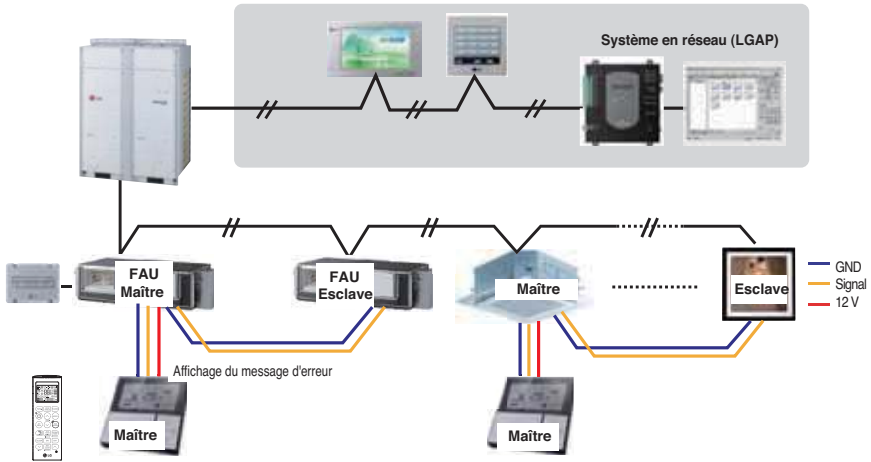 Système en réseau (LGAP)
FAU
Maître
FAU
Esclave
Maître
Esclave
GND
Signal
12 V
Affichage du message d'erreur
Maître
Maître